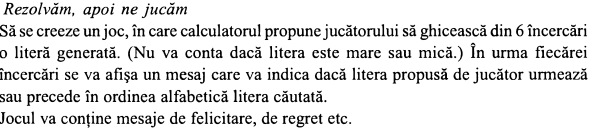 Rezolvăm, apoi ne jucăm
Să se creeze un joc, în care calculatorul propune jucătorului să ghicească din 6 încercări
o literă generată. (Nu va conta dacă litera este mare sau mică.) În urma fiecărei
încercări se va afişa un mesaj care va indica dacă litera propusă de jucător urmează
sau precede în ordinea alfabetică litera căutată.
Jocul va conține mesaje de felicitare, de regret etc.